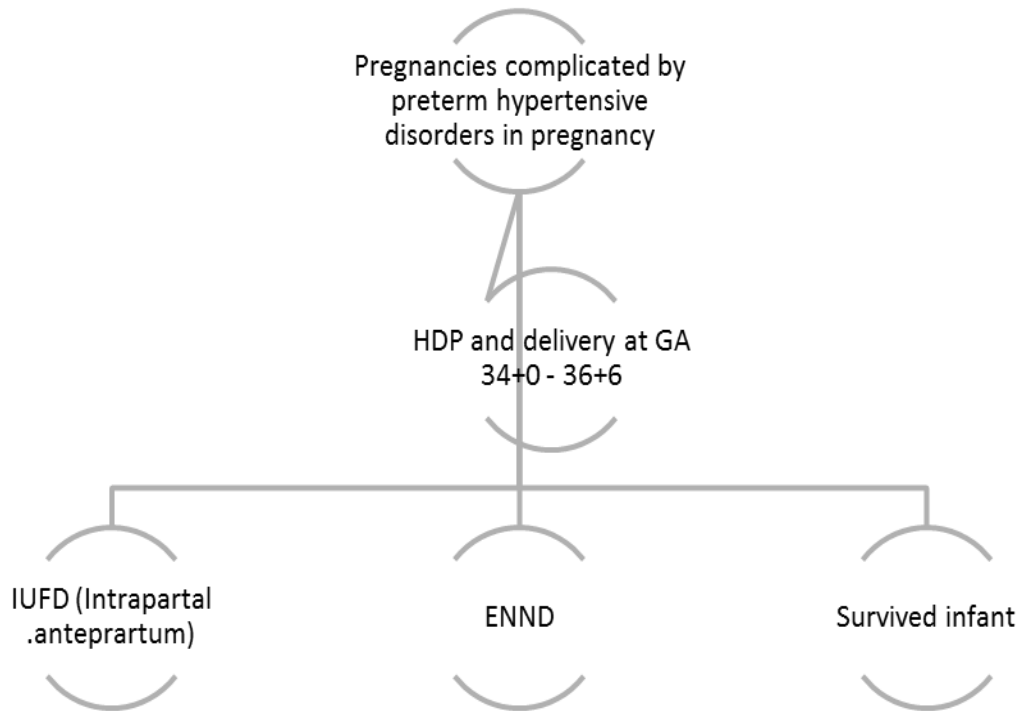 Pregnancies complicated by
preterm hypertensive
disorders in pregnancy
HDP and delivery at GA
34+0 - 36+6
IUFD (Intrapartal
.anteprartum)
ENND
Survived infant